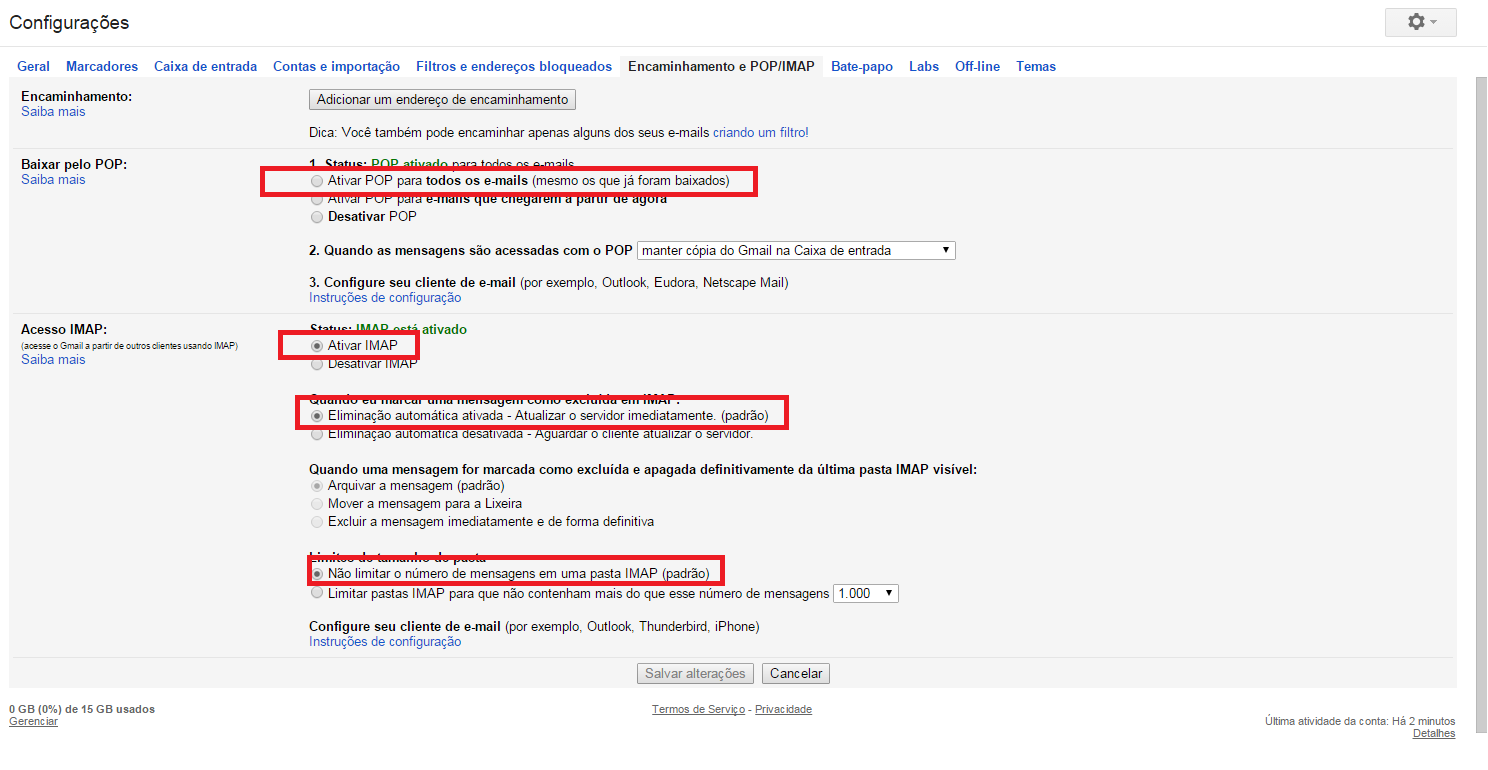 Configurações
Geral Marcadores Caixa de entrada Contas e importação Filtros e endereços bloqueados Encaminhamento e POP/IMAP Bate-papo Labs Off-line Temas
Encaminhamento:
Saiba mais
Adicionar um endereço de encaminhamento
Dica: Você também pode encaminhar apenas alguns dos seus e-mails criando um filtro!
Baixar pelo POP:
Saiba mais
1. Status: POP ativado para todos os e-mails
Ativar POP para todos os e-mails (mesmo os que já foram baixados)
Ativar POP para e-mails que chegarem a partir de agora
Desativar POP
2. Quando as mensagens são acessadas com o POP manter cópia do Gmail na Caixa de entrada
3. Configure seu cliente de e-mail (por exemplo, Outlook, Eudora, Netscape Mail)
Instruções de configuração
Acesso IMAP:
(acesse o Gmail a partir de outros clientes usando IMAP)
Saiba mais
Status: IMAP está ativado
Ativar IMAP
Desativar IMAP
Quando eu marcar uma mensagem como excluída em IMAP:
Eliminação automática ativada - Atualizar o servidor imediatamente. (padrão)
Eliminação automática desativada - Aguardar o cliente atualizar o servidor.
Quando uma mensagem for marcada como excluída e apagada definitivamente da última pasta IMAP visível:
Arquivar a mensagem (padrão)
Mover a mensagem para a Lixeira
Excluir a mensagem imediatamente e de forma definitiva
Limites do tamanho da pasta
Não limitar o número de mensagens em uma pasta IMAP (padrão)
Limitar pastas IMAP para que não contenham mais do que esse número de mensagens 1.000
Configure seu cliente de e-mail (por exemplo, Outlook, Thunderbird, iPhone)
Instruções de configuração
Salvar alterações Cancelar
0 GB (0%) de 15 GB usados
Gerenciar
Termos de Serviço - Privacidade
Última atividade da conta: Há 2 minutos
Detalhes